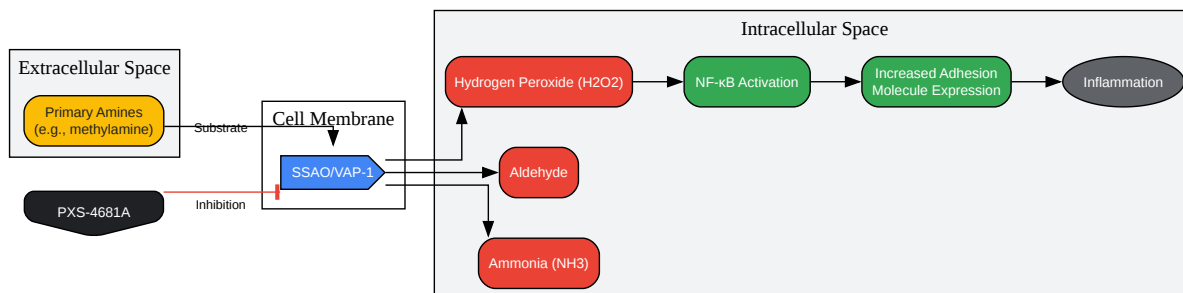 Extracellular Space
Primary Amines
(e.g., methylamine)
Substrate
PXS-4681A
Inhibition
Cell Membrane
SSAO/VAP-1
Intracellular Space
Hydrogen Peroxide (H2O2)
NF-κB Activation
Increased Adhesion
Molecule Expression
Inflammation
Aldehyde
Ammonia (NH3)